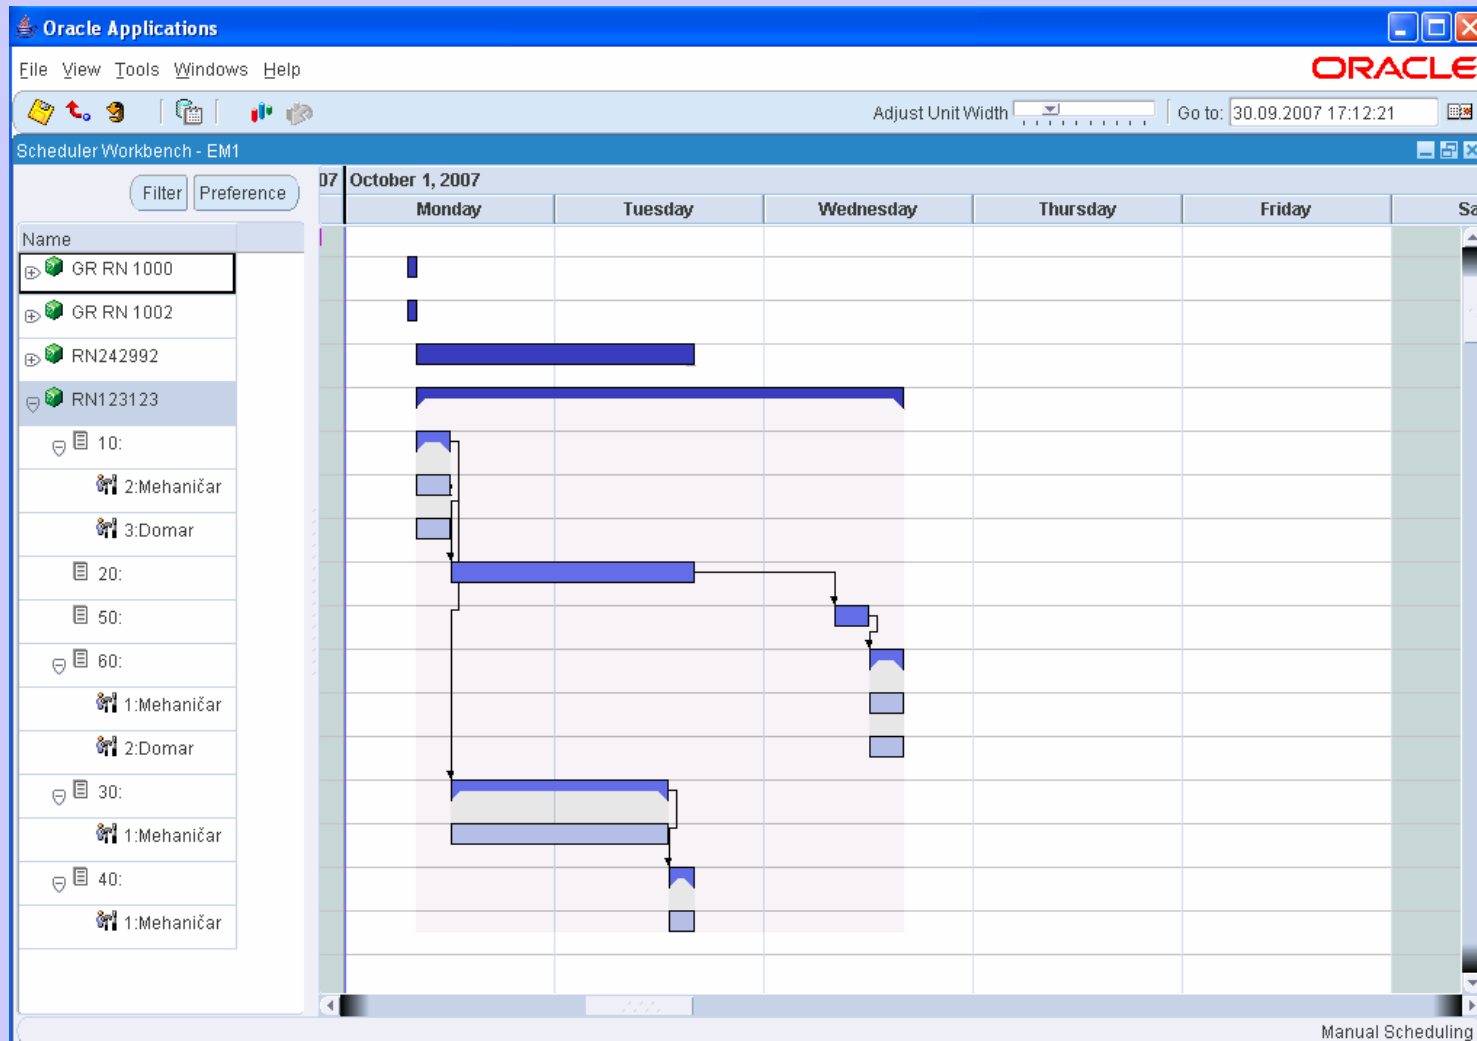 Oracle Applications
File View Tools Windows Help
ORACLE
Adjust Unit Width
Go to: 30.09.2007 17:12:21
Scheduler Workbench - EM1
Filter Preference
07 October 1, 2007
Monday Tuesday Wednesday Thursday Friday Sa
Name
GR RN 1000
GR RN 1002
RN242992
RN123123
10:
2:Mehaničar
3:Domar
20:
50:
60:
1:Mehaničar
2:Domar
30:
1:Mehaničar
40:
1:Mehaničar
Manual Scheduling